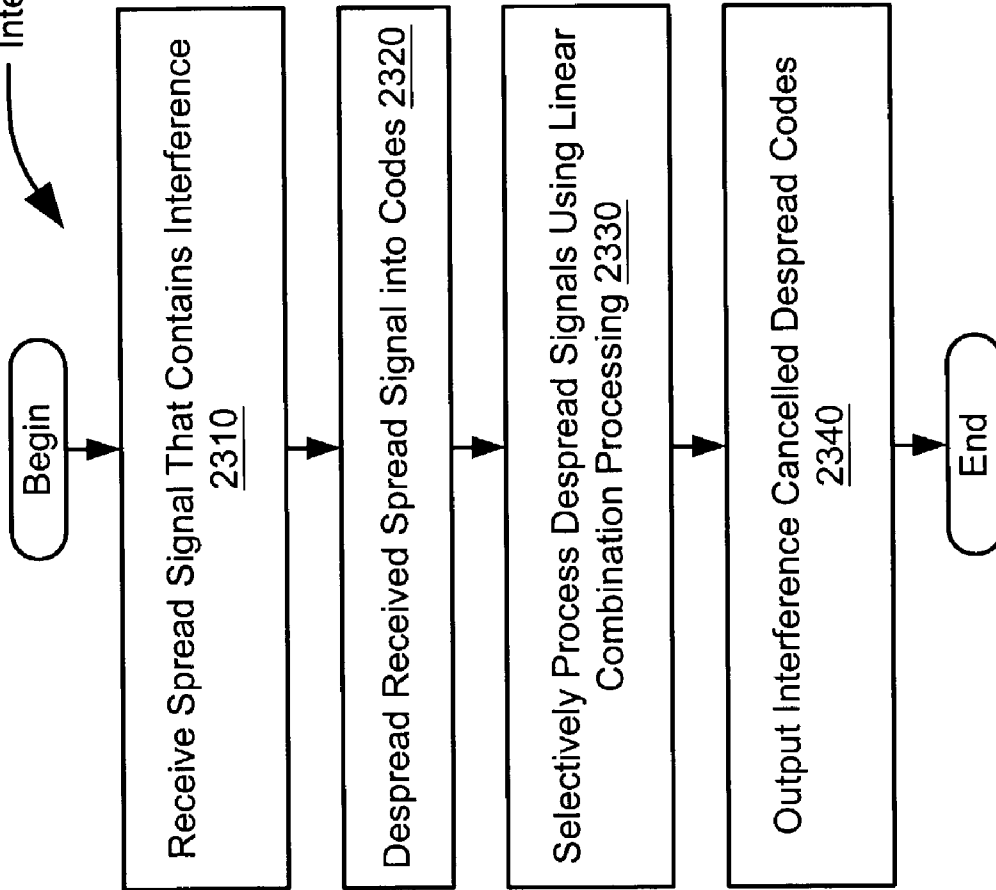 Begin
Receive Spread Signal That Contains Interference
2310
Despread Received Spread Signal into Codes 2320
Selectively Process Despread Signals Using Linear
Combination Processing 2330
Output Interference Cancelled Despread Codes
2340
End